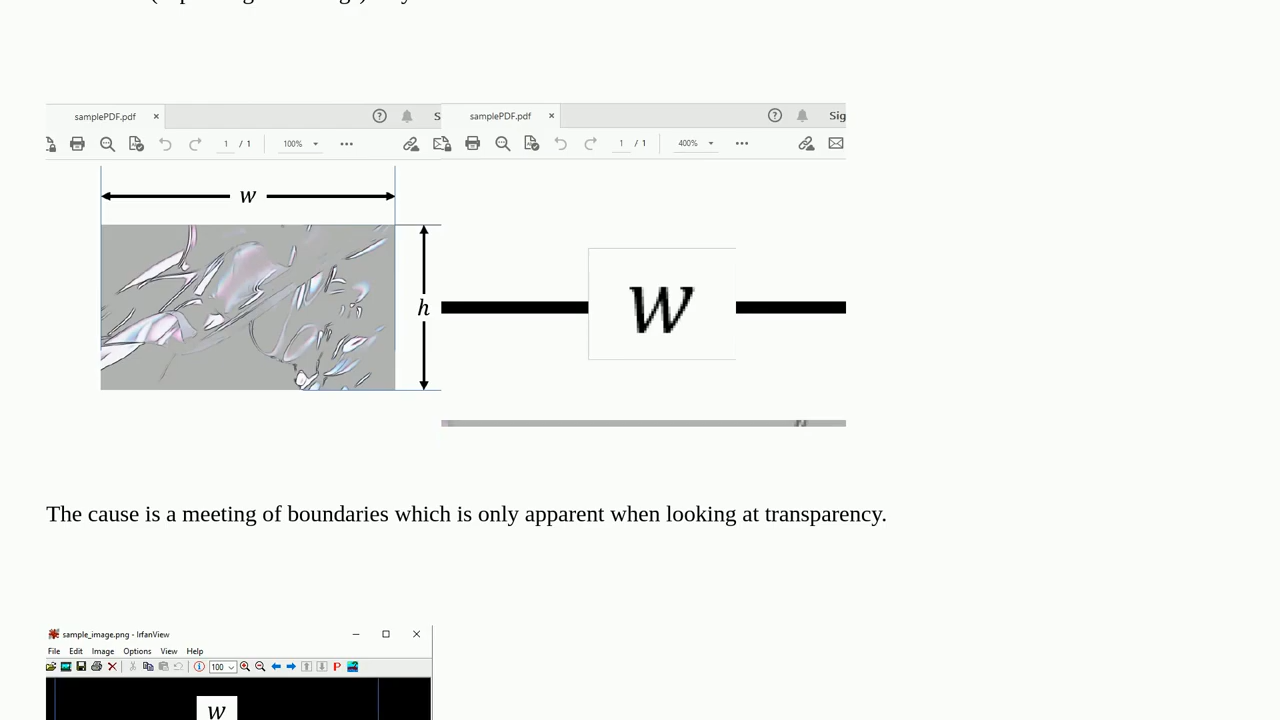 samplePDF.pdf × ? S samplePDF.pdf × ? Sig
1 / 1 100% 1 / 1 400%
w
h
w
The cause is a meeting of boundaries which is only apparent when looking at transparency.
sample_image.png - IrfanView
File Edit Image Options View Help
100 P
w